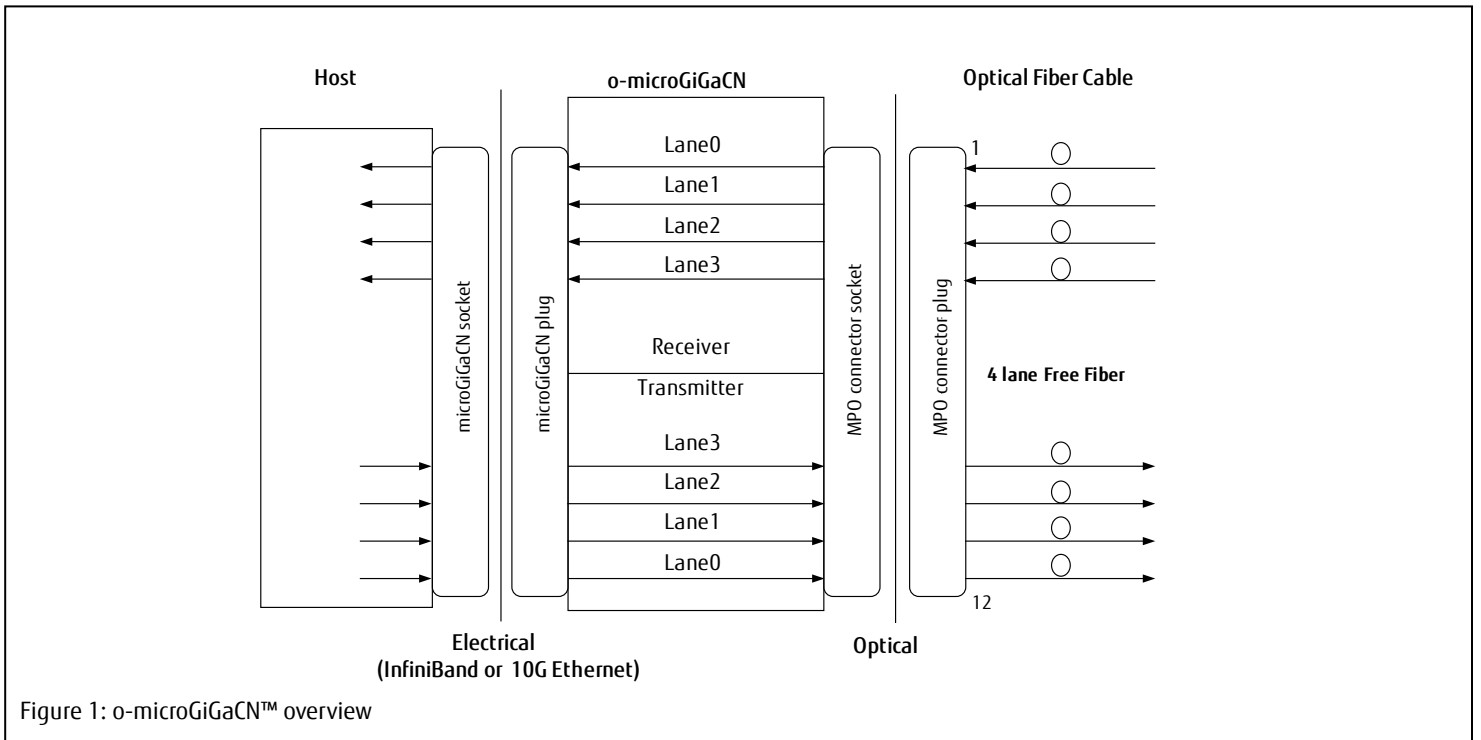 Host
o-microGiGaCN
Optical Fiber Cable
Lane0
Lane1
Lane2
Lane3
Receiver
Transmitter
Lane3
Lane2
Lane1
Lane0
microGiGaCN socket
microGiGaCN plug
MPO connector socket
MPO connector plug
1
4 lane Free Fiber
12
Electrical
(InfiniBand or 10G Ethernet)
Optical
Figure 1: o-microGiGaCN™ overview